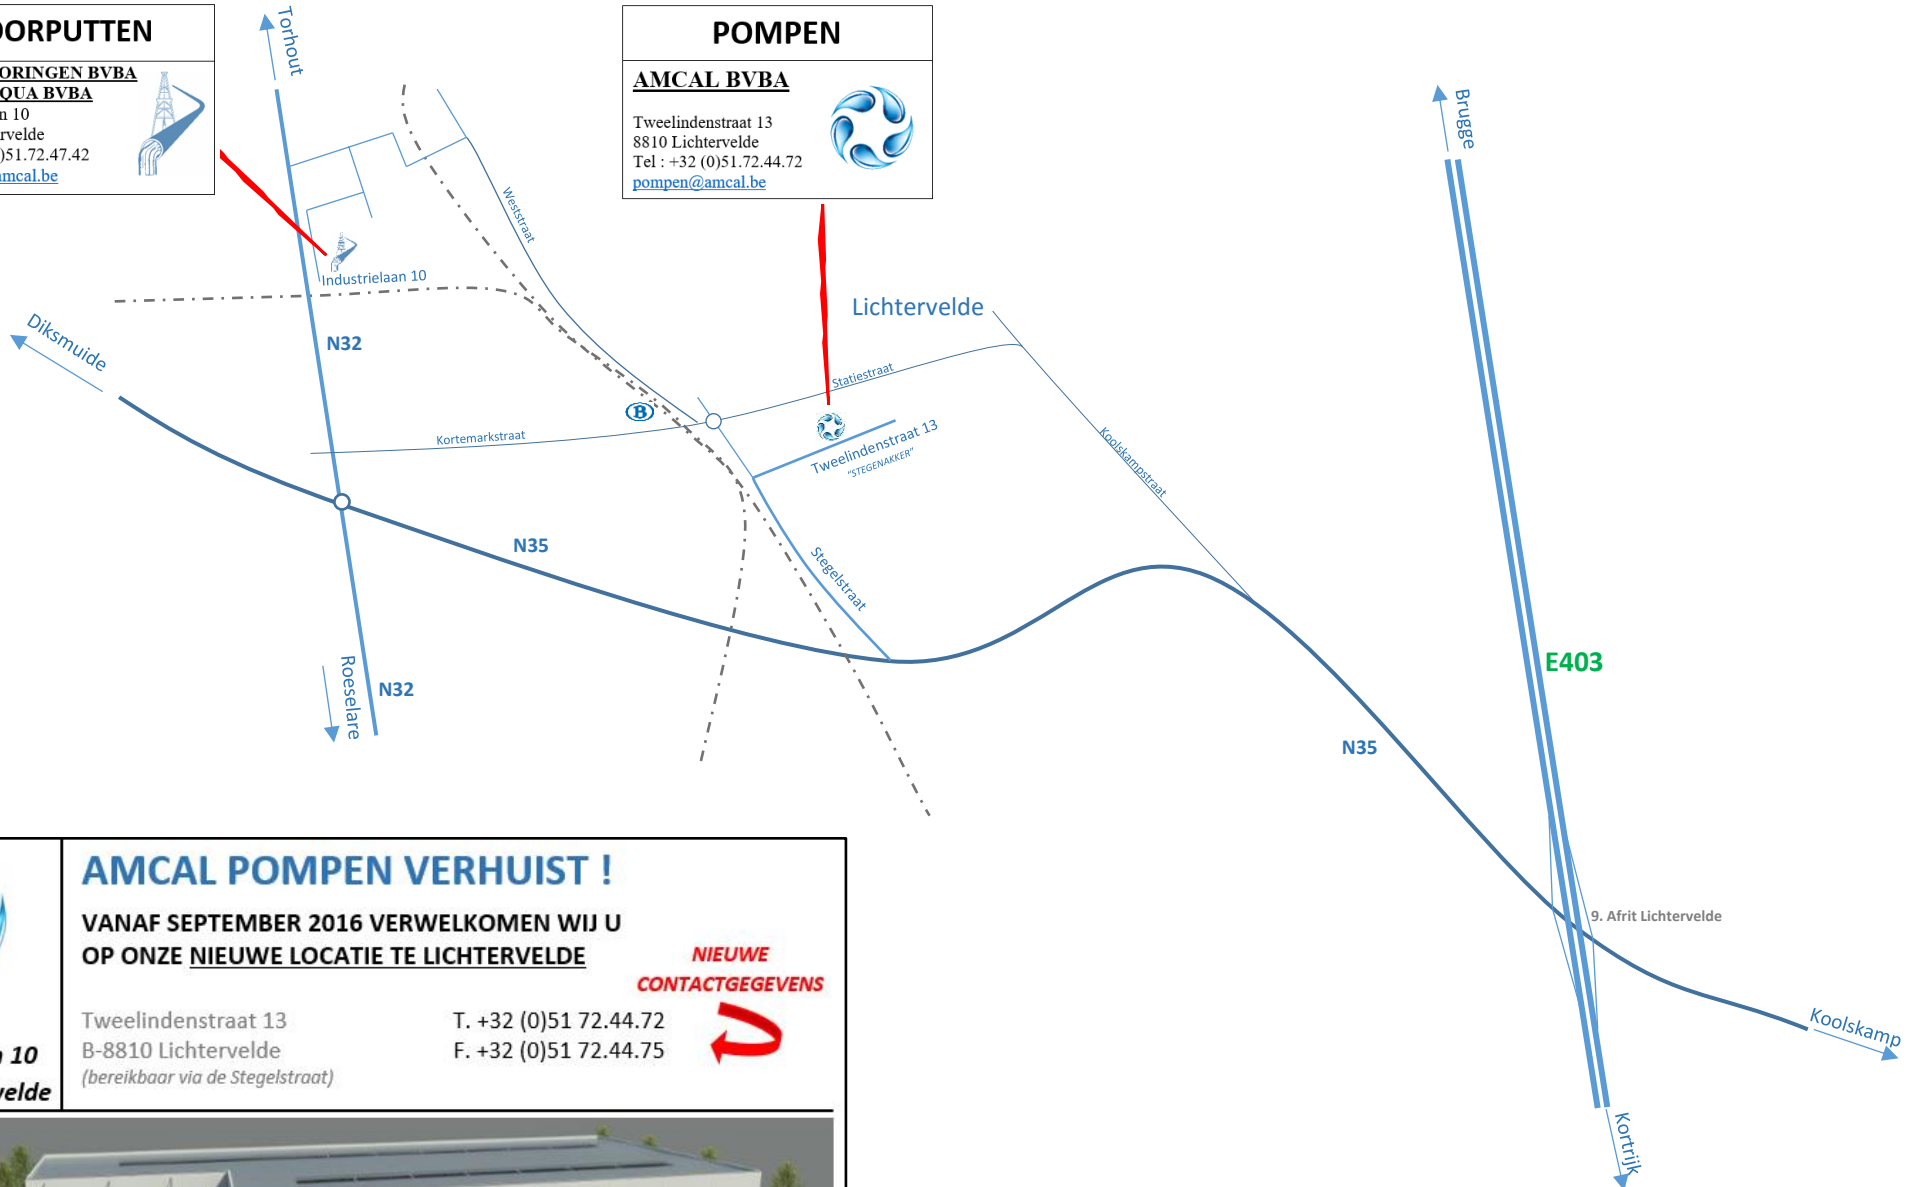 OORPUTTEN
ORINGEN BVBA
QUA BVBA
n 10
rvelde
)51.72.47.42
amcal.be
POMPEN
AMCAL BVBA
Tweelindenstraat 13
8810 Lichtervelde
Tel : +32 (0)51.72.44.72
pompen@amcal.be
Torhout
Brugge
Weststraat
Industrielaan 10
Diksmuide
N32
Lichtervelde
Statiestraat
B
Kortemarkstraat
Tweelindenstraat 13
"STEGENAKKER"
Koolskampstraat
N35
Stegelstraat
Roeselare
N32
E403
N35
9. Afrit Lichtervelde
Koolskamp
Kortrijk
n 10
velde
AMCAL POMPEN VERHUIST !
VANAF SEPTEMBER 2016 VERWELKOMEN WIJ U
OP ONZE NIEUWE LOCATIE TE LICHTERVELDE
NIEUWE
CONTACTGEGEVENS
Tweelindenstraat 13
B-8810 Lichtervelde
(bereikbaar via de Stegelstraat)
T. +32 (0)51 72.44.72
F. +32 (0)51 72.44.75